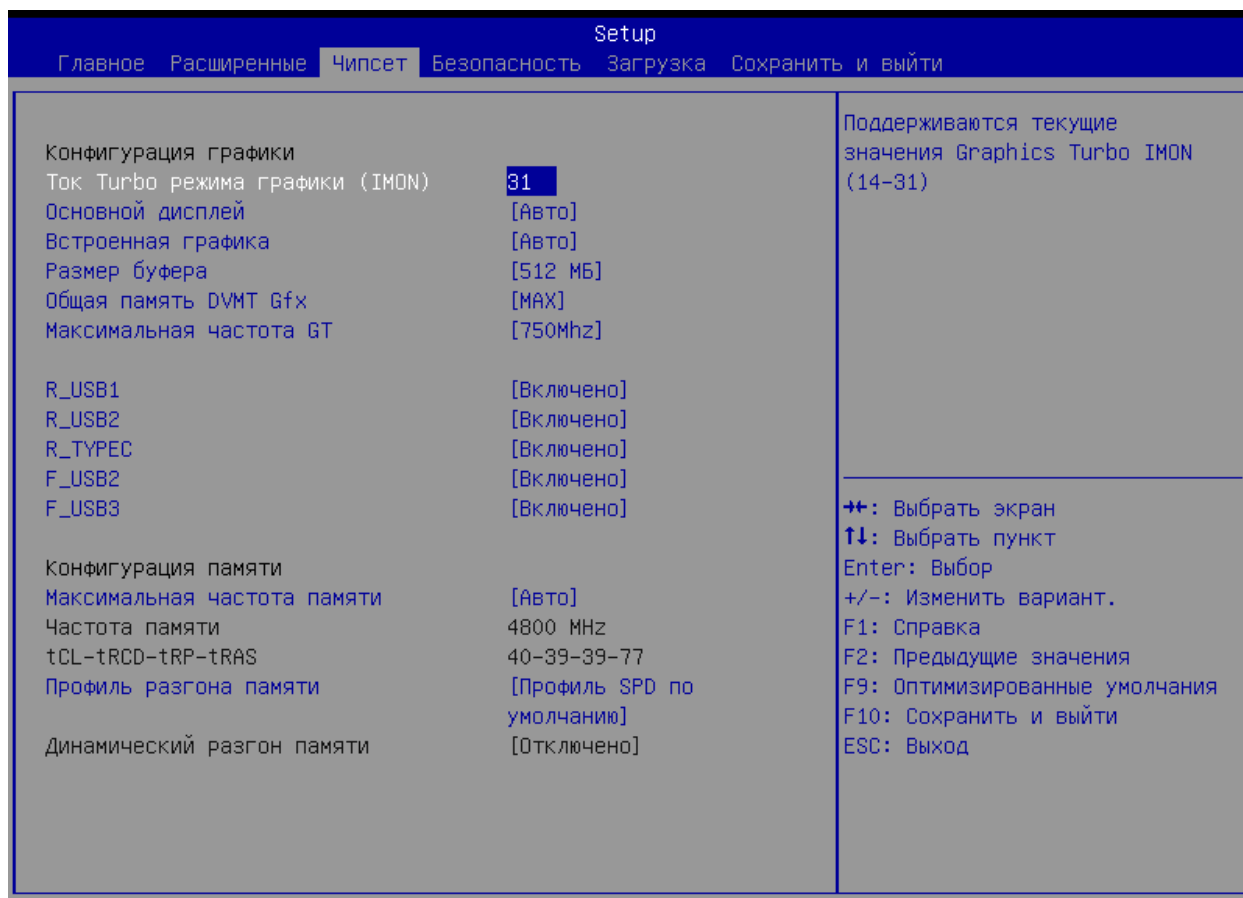 Setup
Главное Расширенные Чипсет Безопасность Загрузка Сохранить и выйти
Конфигурация графики
Ток Turbo режима графики (IMON) 31
Основной дисплей [Авто]
Встроенная графика [Авто]
Размер буфера [512 МБ]
Общая память DVMT Gfx [MAX]
Максимальная частота GT [750Mhz]
R_USB1 [Включено]
R_USB2 [Включено]
R_TYPEC [Включено]
F_USB2 [Включено]
F_USB3 [Включено]
Конфигурация памяти
Максимальная частота памяти [Авто]
Частота памяти 4800 MHz
tCL-tRCD-tRP-tRAS 40-39-39-77
Профиль разгона памяти [Профиль SPD по
умолчанию]
Динамический разгон памяти [Отключено]
Поддерживаются текущие
значения Graphics Turbo IMON
(14-31)
→←: Выбрать экран
↑↓: Выбрать пункт
Enter: Выбор
+/-: Изменить вариант.
F1: Справка
F2: Предыдущие значения
F9: Оптимизированные умолчания
F10: Сохранить и выйти
ESC: Выход